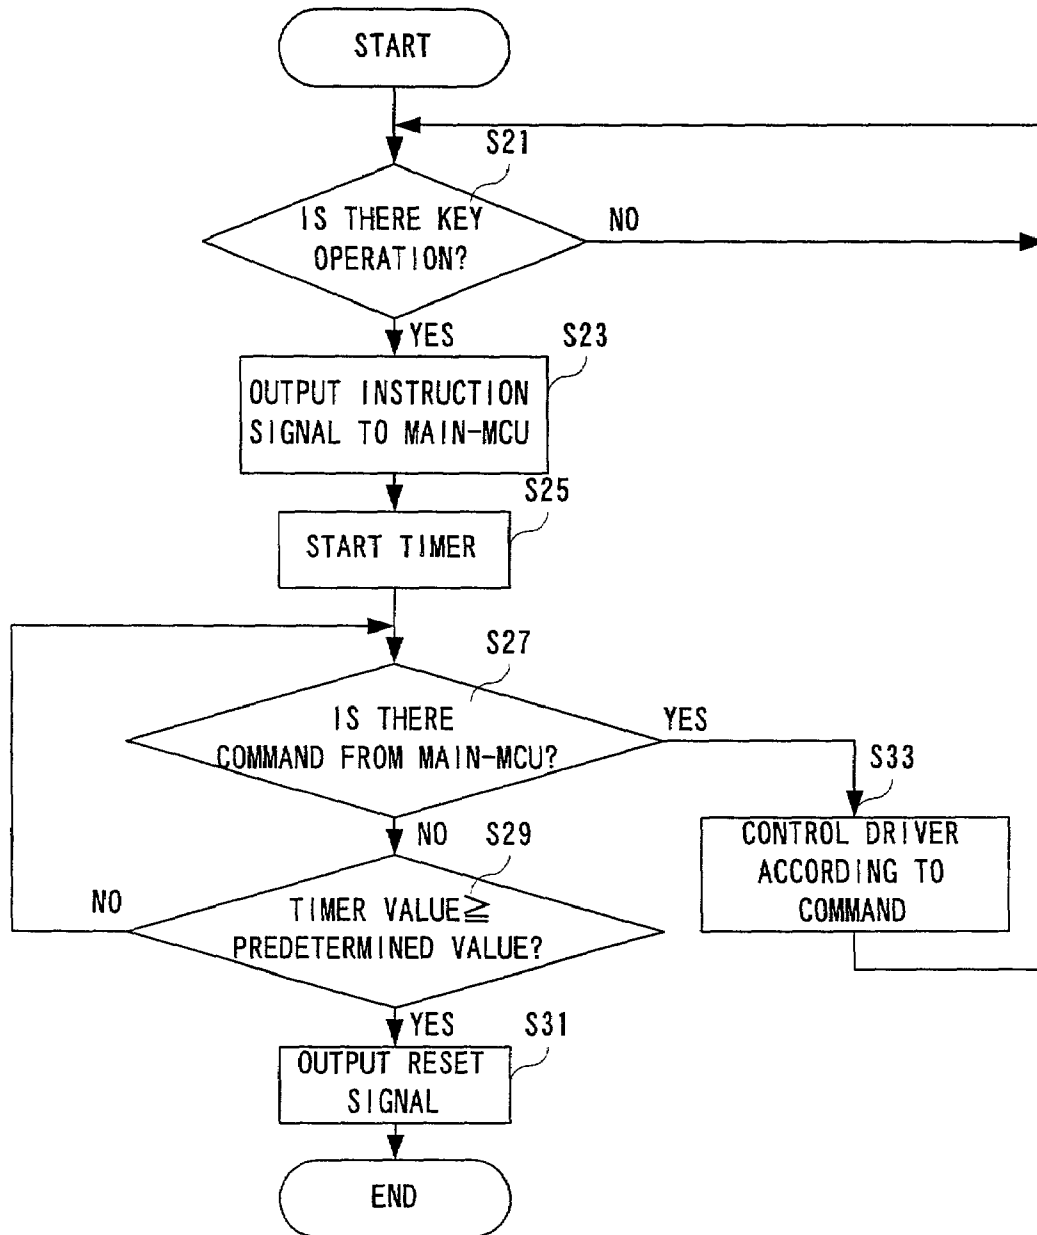 START
S21
IS THERE KEY
OPERATION?
NO
YES
S23
OUTPUT INSTRUCTION
SIGNAL TO MAIN-MCU
S25
START TIMER
S27
IS THERE
COMMAND FROM MAIN-MCU?
YES
S33
CONTROL DRIVER
ACCORDING TO
COMMAND
NO
S29
TIMER VALUE≧
PREDETERMINED VALUE?
NO
YES
S31
OUTPUT RESET
SIGNAL
END